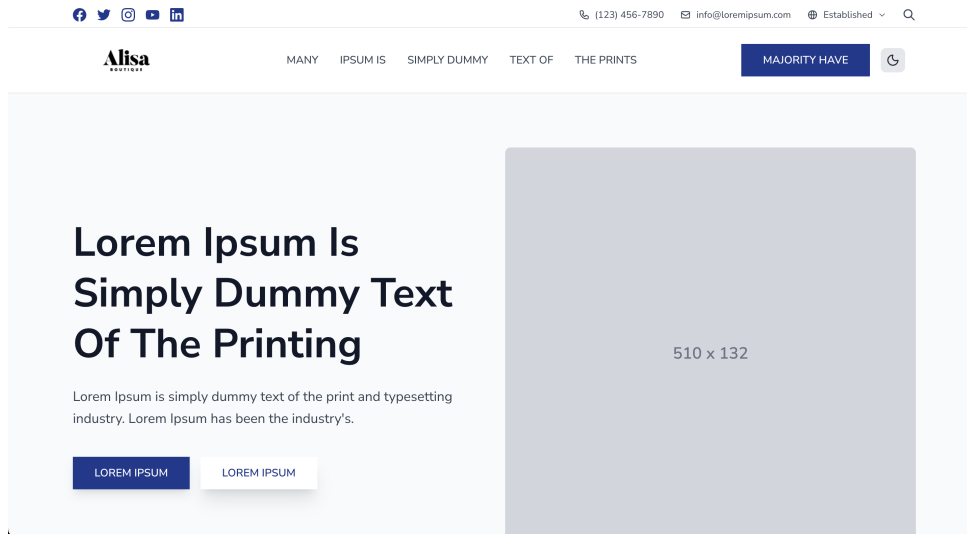 (123) 456-7890
info@loremipsum.com
Established
Alisa
BOUTIQUE
MANY
IPSUM IS
SIMPLY DUMMY
TEXT OF
THE PRINTS
MAJORITY HAVE
Lorem Ipsum Is
Simply Dummy Text
Of The Printing
510 x 132
Lorem Ipsum is simply dummy text of the print and typesetting
industry. Lorem Ipsum has been the industry's.
LOREM IPSUM
LOREM IPSUM